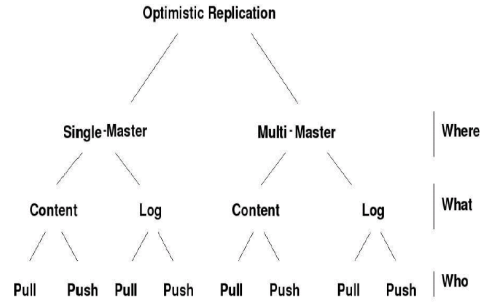 Optimistic Replication
Single-Master Multi-Master Where
Content Log Content Log What
Pull Push Pull Push Pull Push Pull Push Who